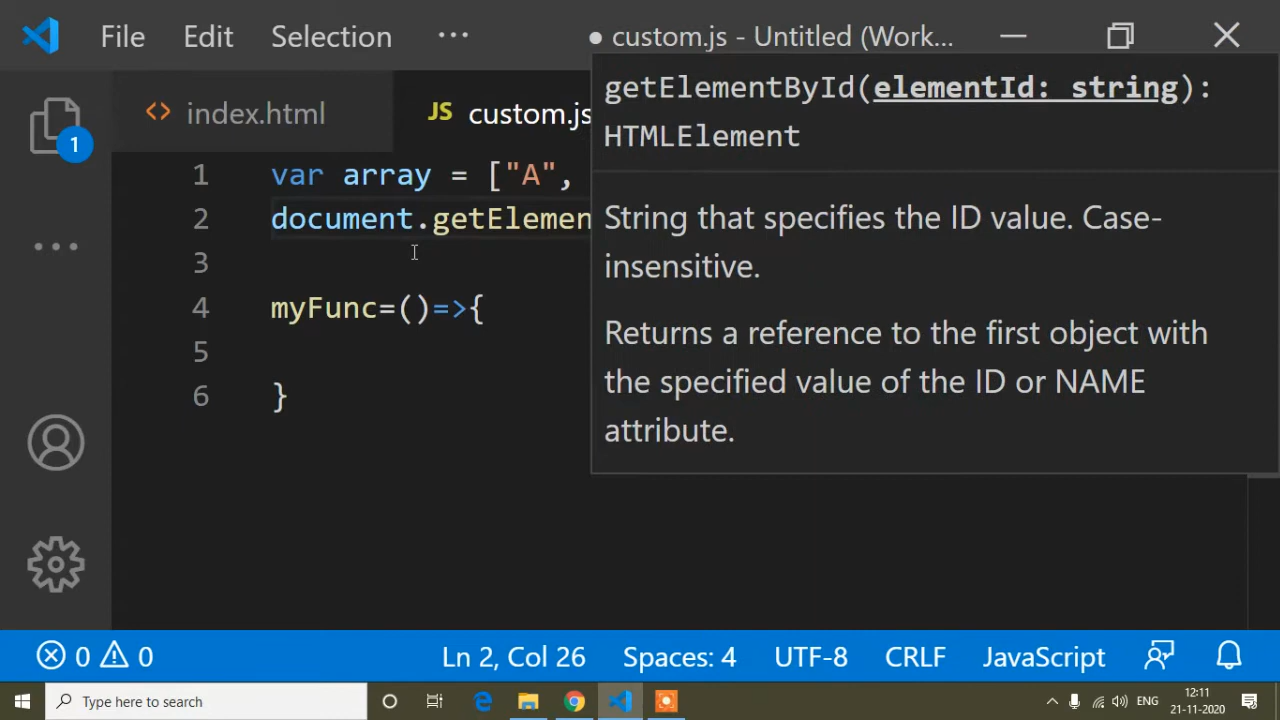 File Edit Selection ··· ● custom.js - Untitled (Work...
index.html JS custom.js
getElementById(elementId: string):
HTMLElement
String that specifies the ID value. Case-
insensitive.
Returns a reference to the first object with
the specified value of the ID or NAME
attribute.
1 var array = ["A",
2 document.getElemen
3
4 myFunc=()=>{
5
6 }
1
0 0 Ln 2, Col 26 Spaces: 4 UTF-8 CRLF JavaScript
Type here to search ENG 12:11
21-11-2020